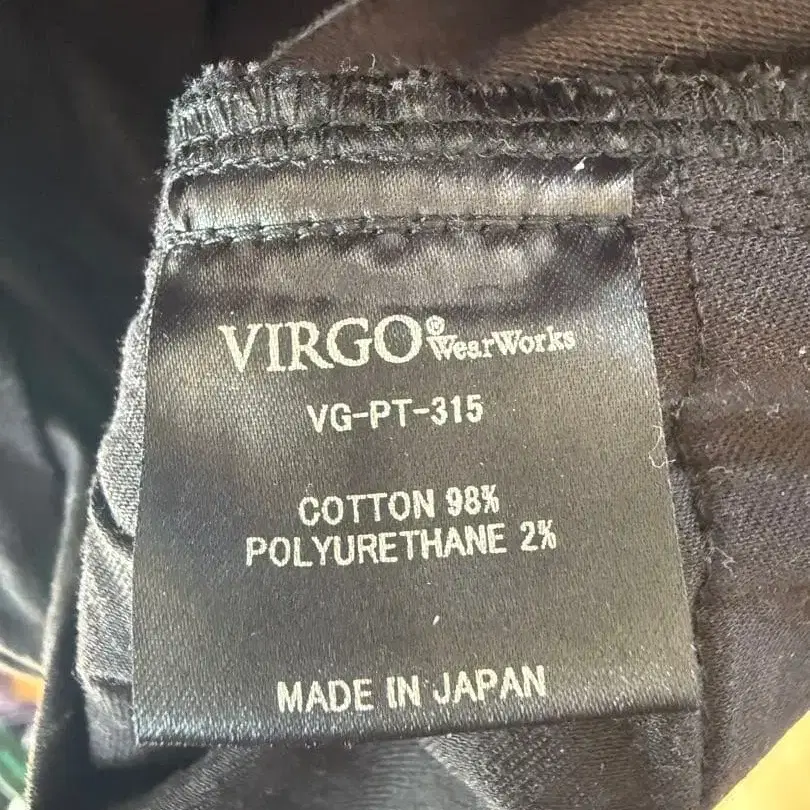 VIRGO WearWorks
VG-PT-315
COTTON 98%
POLYURETHANE 2%
MADE IN JAPAN